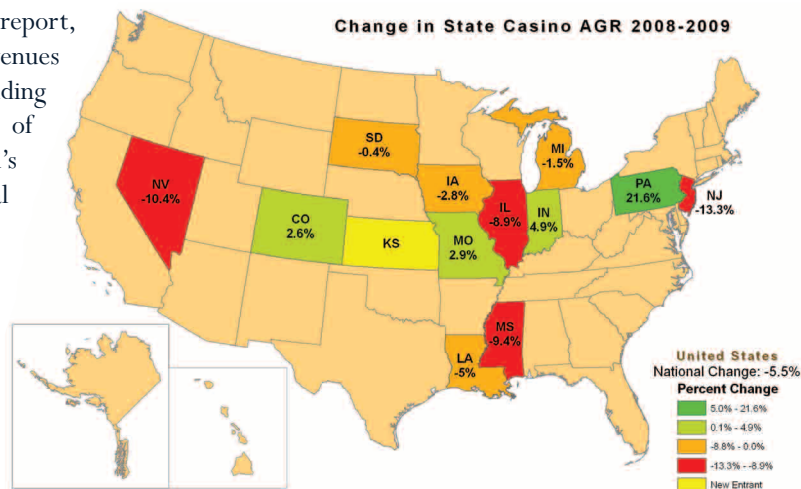 report,
venues
ding
of
's
l
Change in State Casino AGR 2008-2009
SD
-0.4%
MI
-1.5%
NV
-10.4%
IA
-2.8%
PA
21.6%
NJ
-13.3%
IL
-8.9%
IN
4.9%
CO
2.6%
KS
MO
2.9%
MS
-9.4%
LA
-5%
United States
National Change: -5.5%
Percent Change
5.0% - 21.6%
0.1% - 4.9%
-8.8% - 0.0%
-13.3% - -8.9%
New Entrant